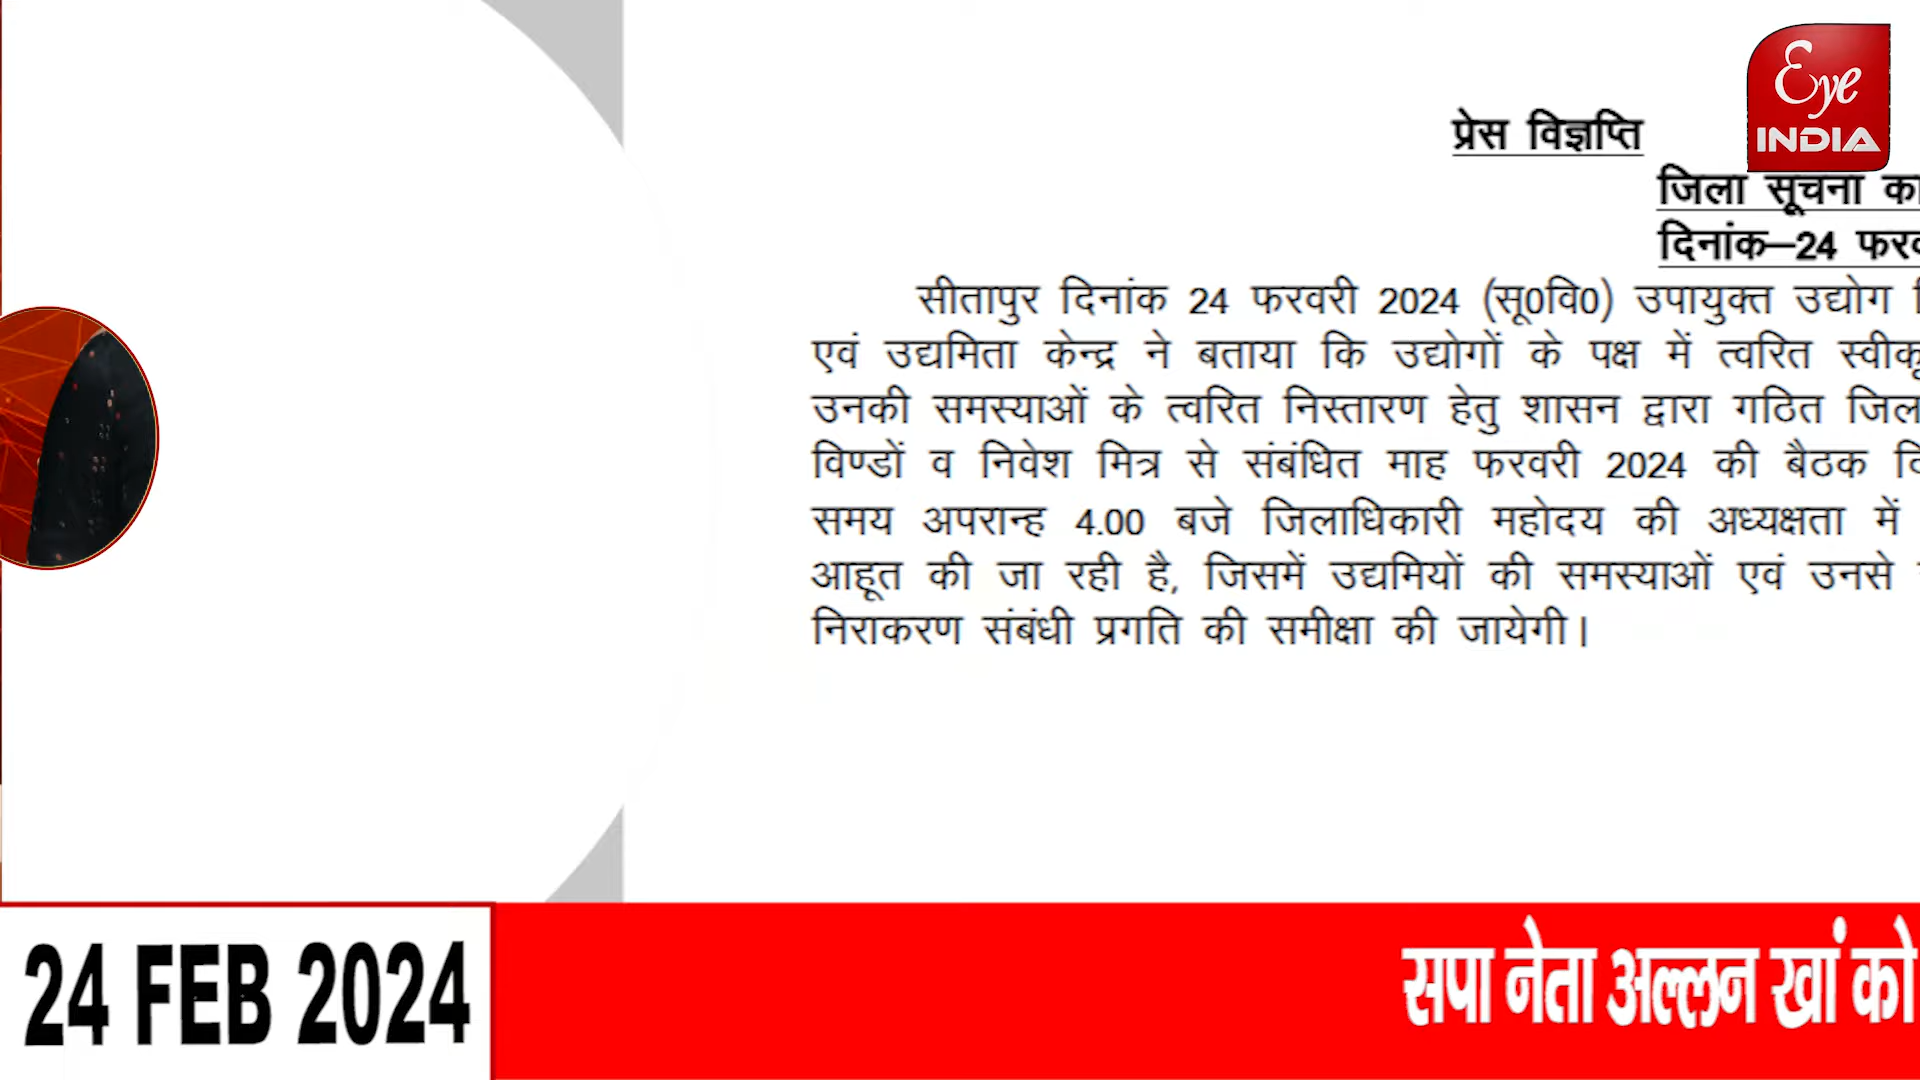 Eye
INDIA
प्रेस विज्ञप्ति
जिला सूचना
दिनांक–24
सीतापुर दिनांक 24 फरवरी 2024 (सू0वि0) उपायुक्त उद्योग
एवं उद्यमिता केन्द्र ने बताया कि उद्योगों के पक्ष में त्वरित
उनकी समस्याओं के त्वरित निस्तारण हेतु शासन द्वारा गठित
विण्डों व निवेश मित्र से संबंधित माह फरवरी 2024 की बैठक
समय अपरान्ह 4.00 बजे जिलाधिकारी महोदय की अध्यक्षता में
आहूत की जा रही है, जिसमें उद्यमियों की समस्याओं एवं उनसे
निराकरण संबंधी प्रगति की समीक्षा की जायेगी।
24 FEB 2024
सपा नेता अल्लन खां को